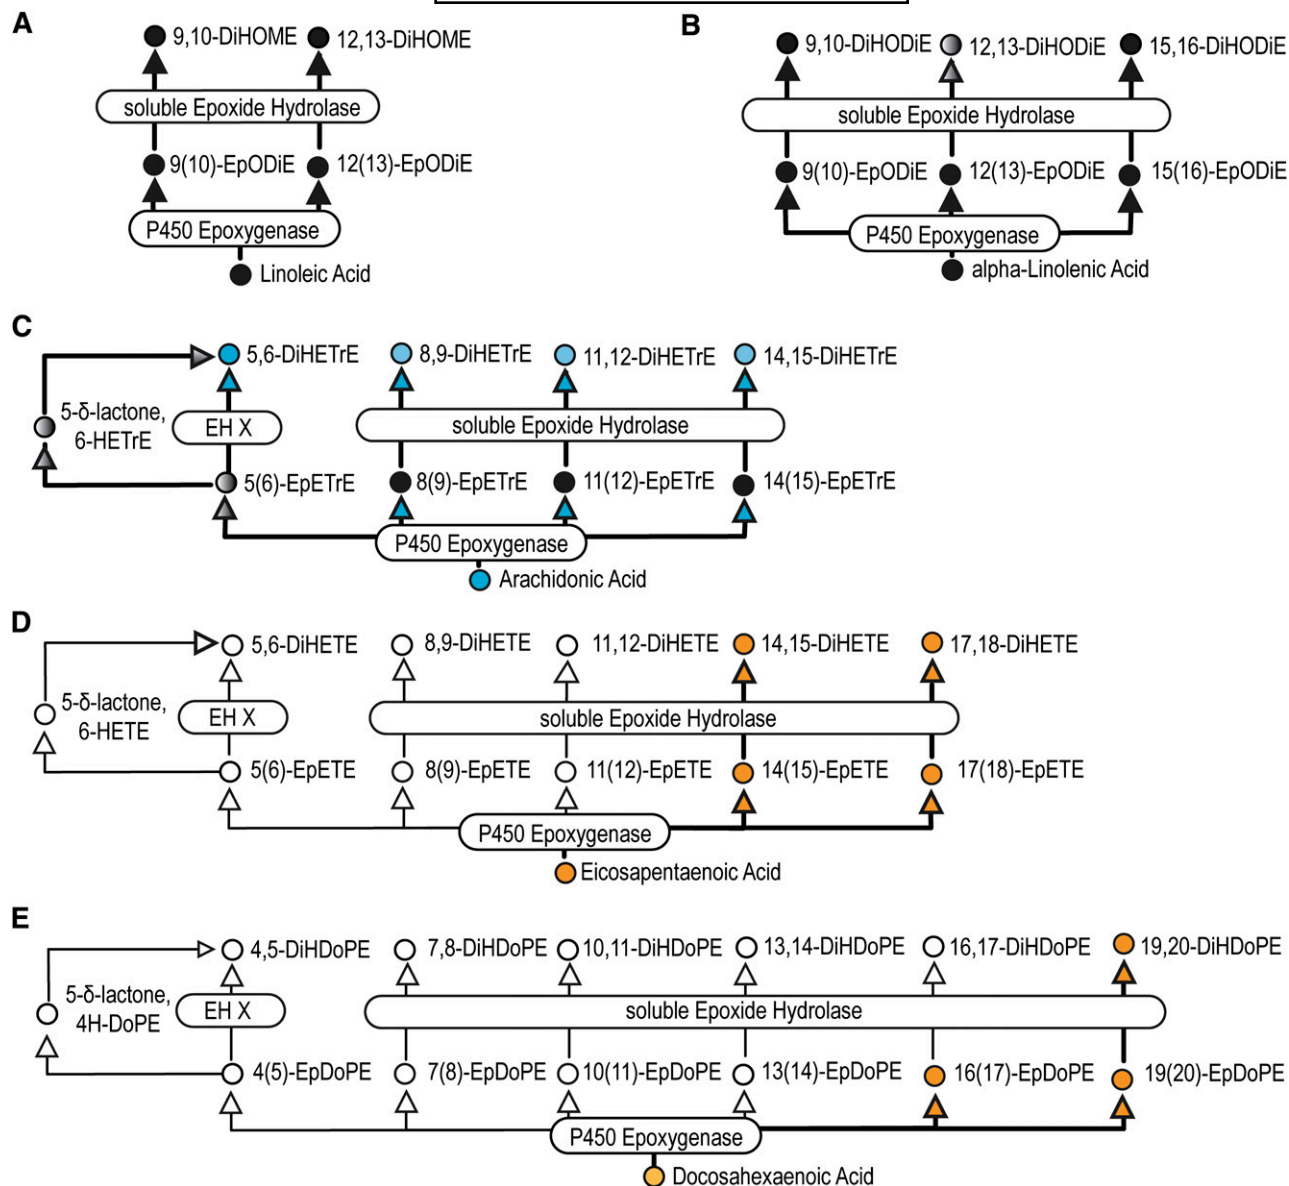 A
9,10-DiHOME
12,13-DiHOME
soluble Epoxide Hydrolase
9(10)-EpODiE
12(13)-EpODiE
P450 Epoxygenase
Linoleic Acid
B
9,10-DiHODiE
12,13-DiHODiE
15,16-DiHODiE
soluble Epoxide Hydrolase
9(10)-EpODiE
12(13)-EpODiE
15(16)-EpODiE
P450 Epoxygenase
alpha-Linolenic Acid
C
5,6-DiHETrE
8,9-DiHETrE
11,12-DiHETrE
14,15-DiHETrE
5-δ-lactone,
6-HETrE
EH X
soluble Epoxide Hydrolase
5(6)-EpETrE
8(9)-EpETrE
11(12)-EpETrE
14(15)-EpETrE
P450 Epoxygenase
Arachidonic Acid
D
5,6-DiHETE
8,9-DiHETE
11,12-DiHETE
14,15-DiHETE
17,18-DiHETE
5-δ-lactone,
6-HETE
EH X
soluble Epoxide Hydrolase
5(6)-EpETE
8(9)-EpETE
11(12)-EpETE
14(15)-EpETE
17(18)-EpETE
P450 Epoxygenase
Eicosapentaenoic Acid
E
4,5-DiHDoPE
7,8-DiHDoPE
10,11-DiHDoPE
13,14-DiHDoPE
16,17-DiHDoPE
19,20-DiHDoPE
5-δ-lactone,
4H-DoPE
EH X
soluble Epoxide Hydrolase
4(5)-EpDoPE
7(8)-EpDoPE
10(11)-EpDoPE
13(14)-EpDoPE
16(17)-EpDoPE
19(20)-EpDoPE
P450 Epoxygenase
Docosahexaenoic Acid